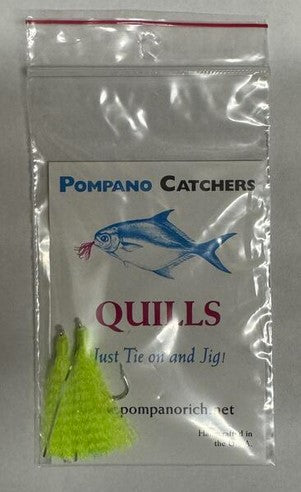 POMPANO CATCHERS
QUILLS
Just Tie on and Jig!
.pompanorich.net
Handcrafted in
the U.S.A.